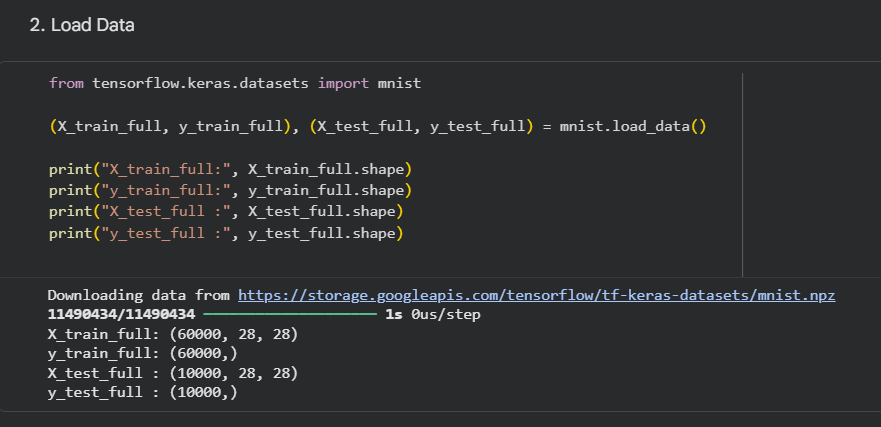 2. Load Data
from tensorflow.keras.datasets import mnist
(X_train_full, y_train_full), (X_test_full, y_test_full) = mnist.load_data()
print("X_train_full:", X_train_full.shape)
print("y_train_full:", y_train_full.shape)
print("X_test_full :", X_test_full.shape)
print("y_test_full :", y_test_full.shape)
Downloading data from https://storage.googleapis.com/tensorflow/tf-keras-datasets/mnist.npz
11490434/11490434 ━━━━━━━━━━━━━━━━━━━━ 1s 0us/step
X_train_full: (60000, 28, 28)
y_train_full: (60000,)
X_test_full : (10000, 28, 28)
y_test_full : (10000,)